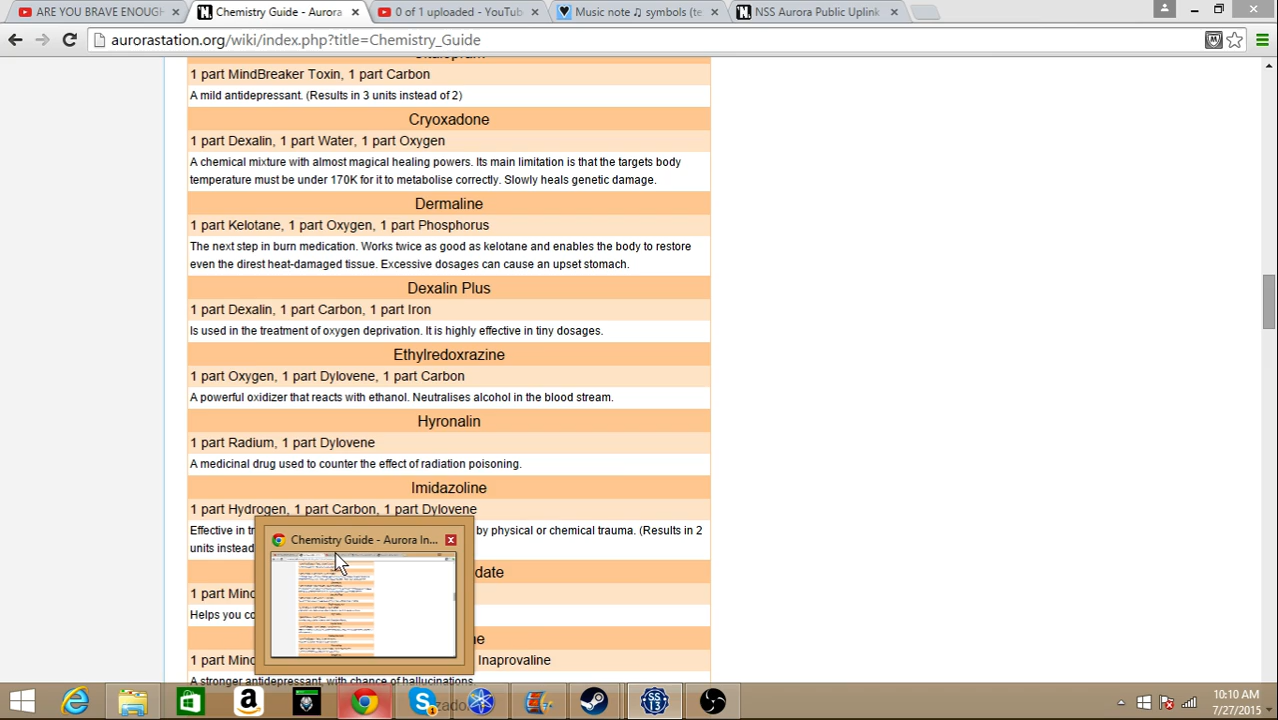 ARE YOU BRAVE ENOUGH
Chemistry Guide - Aurora
0 of 1 uploaded - YouTub
Music note ♫ symbols (te
NSS Aurora Public Uplink
aurorastation.org/wiki/index.php?title=Chemistry_Guide
1 part MindBreaker Toxin, 1 part Carbon
A mild antidepressant. (Results in 3 units instead of 2)
Cryoxadone
1 part Dexalin, 1 part Water, 1 part Oxygen
A chemical mixture with almost magical healing powers. Its main limitation is that the targets body
temperature must be under 170K for it to metabolise correctly. Slowly heals genetic damage.
Dermaline
1 part Kelotane, 1 part Oxygen, 1 part Phosphorus
The next step in burn medication. Works twice as good as kelotane and enables the body to restore
even the direst heat-damaged tissue. Excessive dosages can cause an upset stomach.
Dexalin Plus
1 part Dexalin, 1 part Carbon, 1 part Iron
Is used in the treatment of oxygen deprivation. It is highly effective in tiny dosages.
Ethylredoxrazine
1 part Oxygen, 1 part Dylovene, 1 part Carbon
A powerful oxidizer that reacts with ethanol. Neutralises alcohol in the blood stream.
Hyronalin
1 part Radium, 1 part Dylovene
A medicinal drug used to counter the effect of radiation poisoning.
Imidazoline
1 part Hydrogen, 1 part Carbon, 1 part Dylovene
Effective in tr by physical or chemical trauma. (Results in 2
units instead
Chemistry Guide - Aurora In...
date
1 part Mind
Helps you co
ne
1 part Mind Inaprovaline
A stronger antidepressant, with chance of hallucinations.
zado
SS
13
10:10 AM
7/27/2015